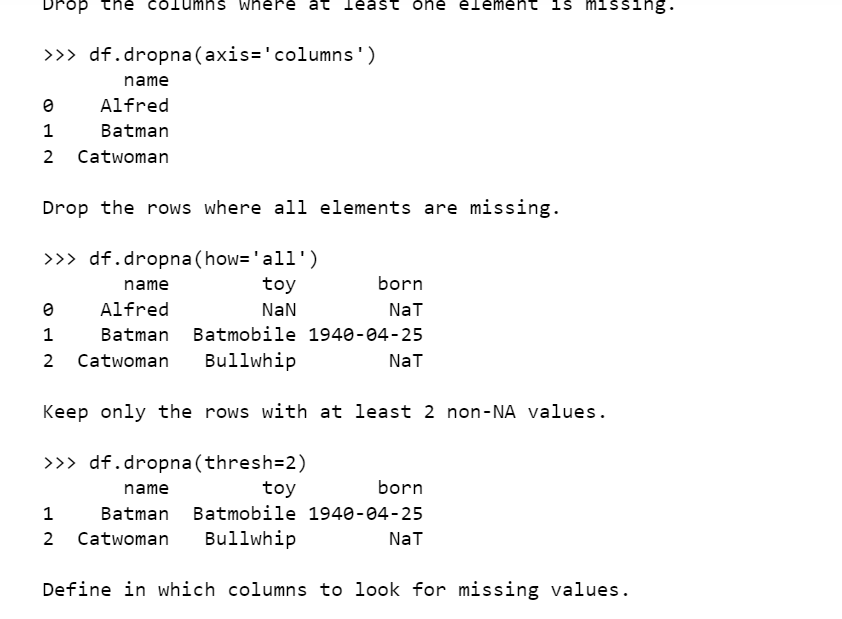 Drop the columns where at least one element is missing.
>>> df.dropna(axis='columns')
       name
0    Alfred
1    Batman
2  Catwoman
Drop the rows where all elements are missing.
>>> df.dropna(how='all')
       name        toy       born
0    Alfred        NaN        NaT
1    Batman  Batmobile 1940-04-25
2  Catwoman   Bullwhip        NaT
Keep only the rows with at least 2 non-NA values.
>>> df.dropna(thresh=2)
       name        toy       born
1    Batman  Batmobile 1940-04-25
2  Catwoman   Bullwhip        NaT
Define in which columns to look for missing values.